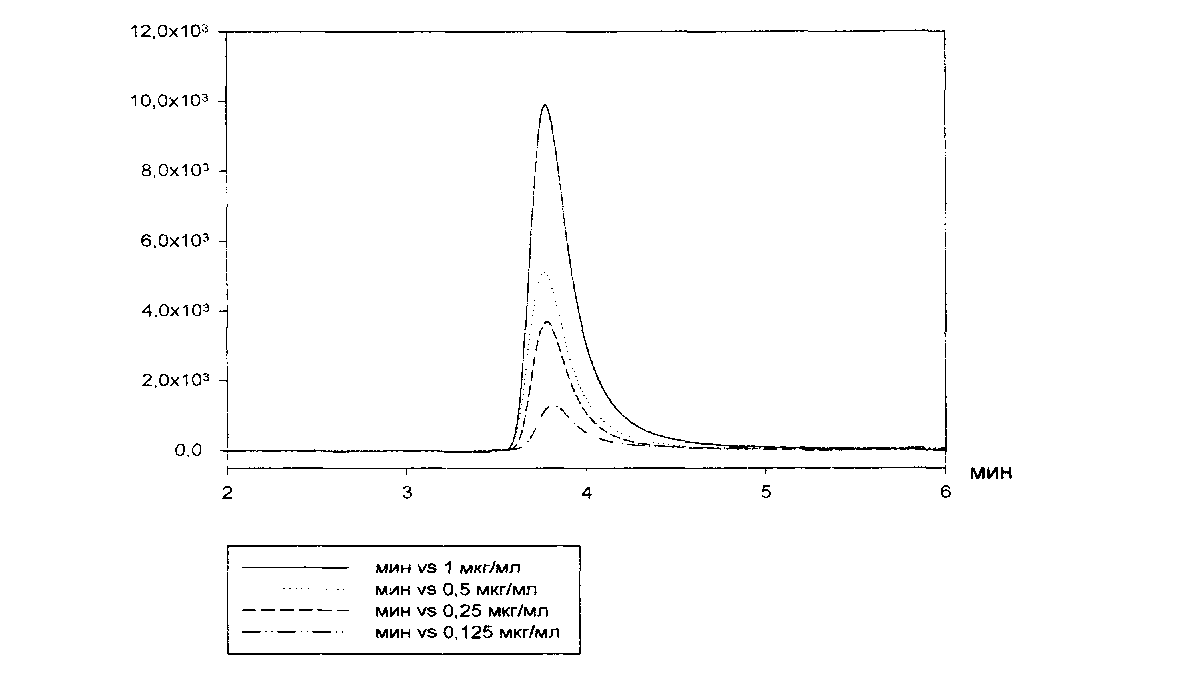 12,0x10³
10,0x10³
8,0x10³
6,0x10³
4,0x10³
2,0x10³
0,0
2 3 4 5 6
мин
мин vs 1 мкг/мл
мин vs 0,5 мкг/мл
мин vs 0,25 мкг/мл
мин vs 0,125 мкг/мл